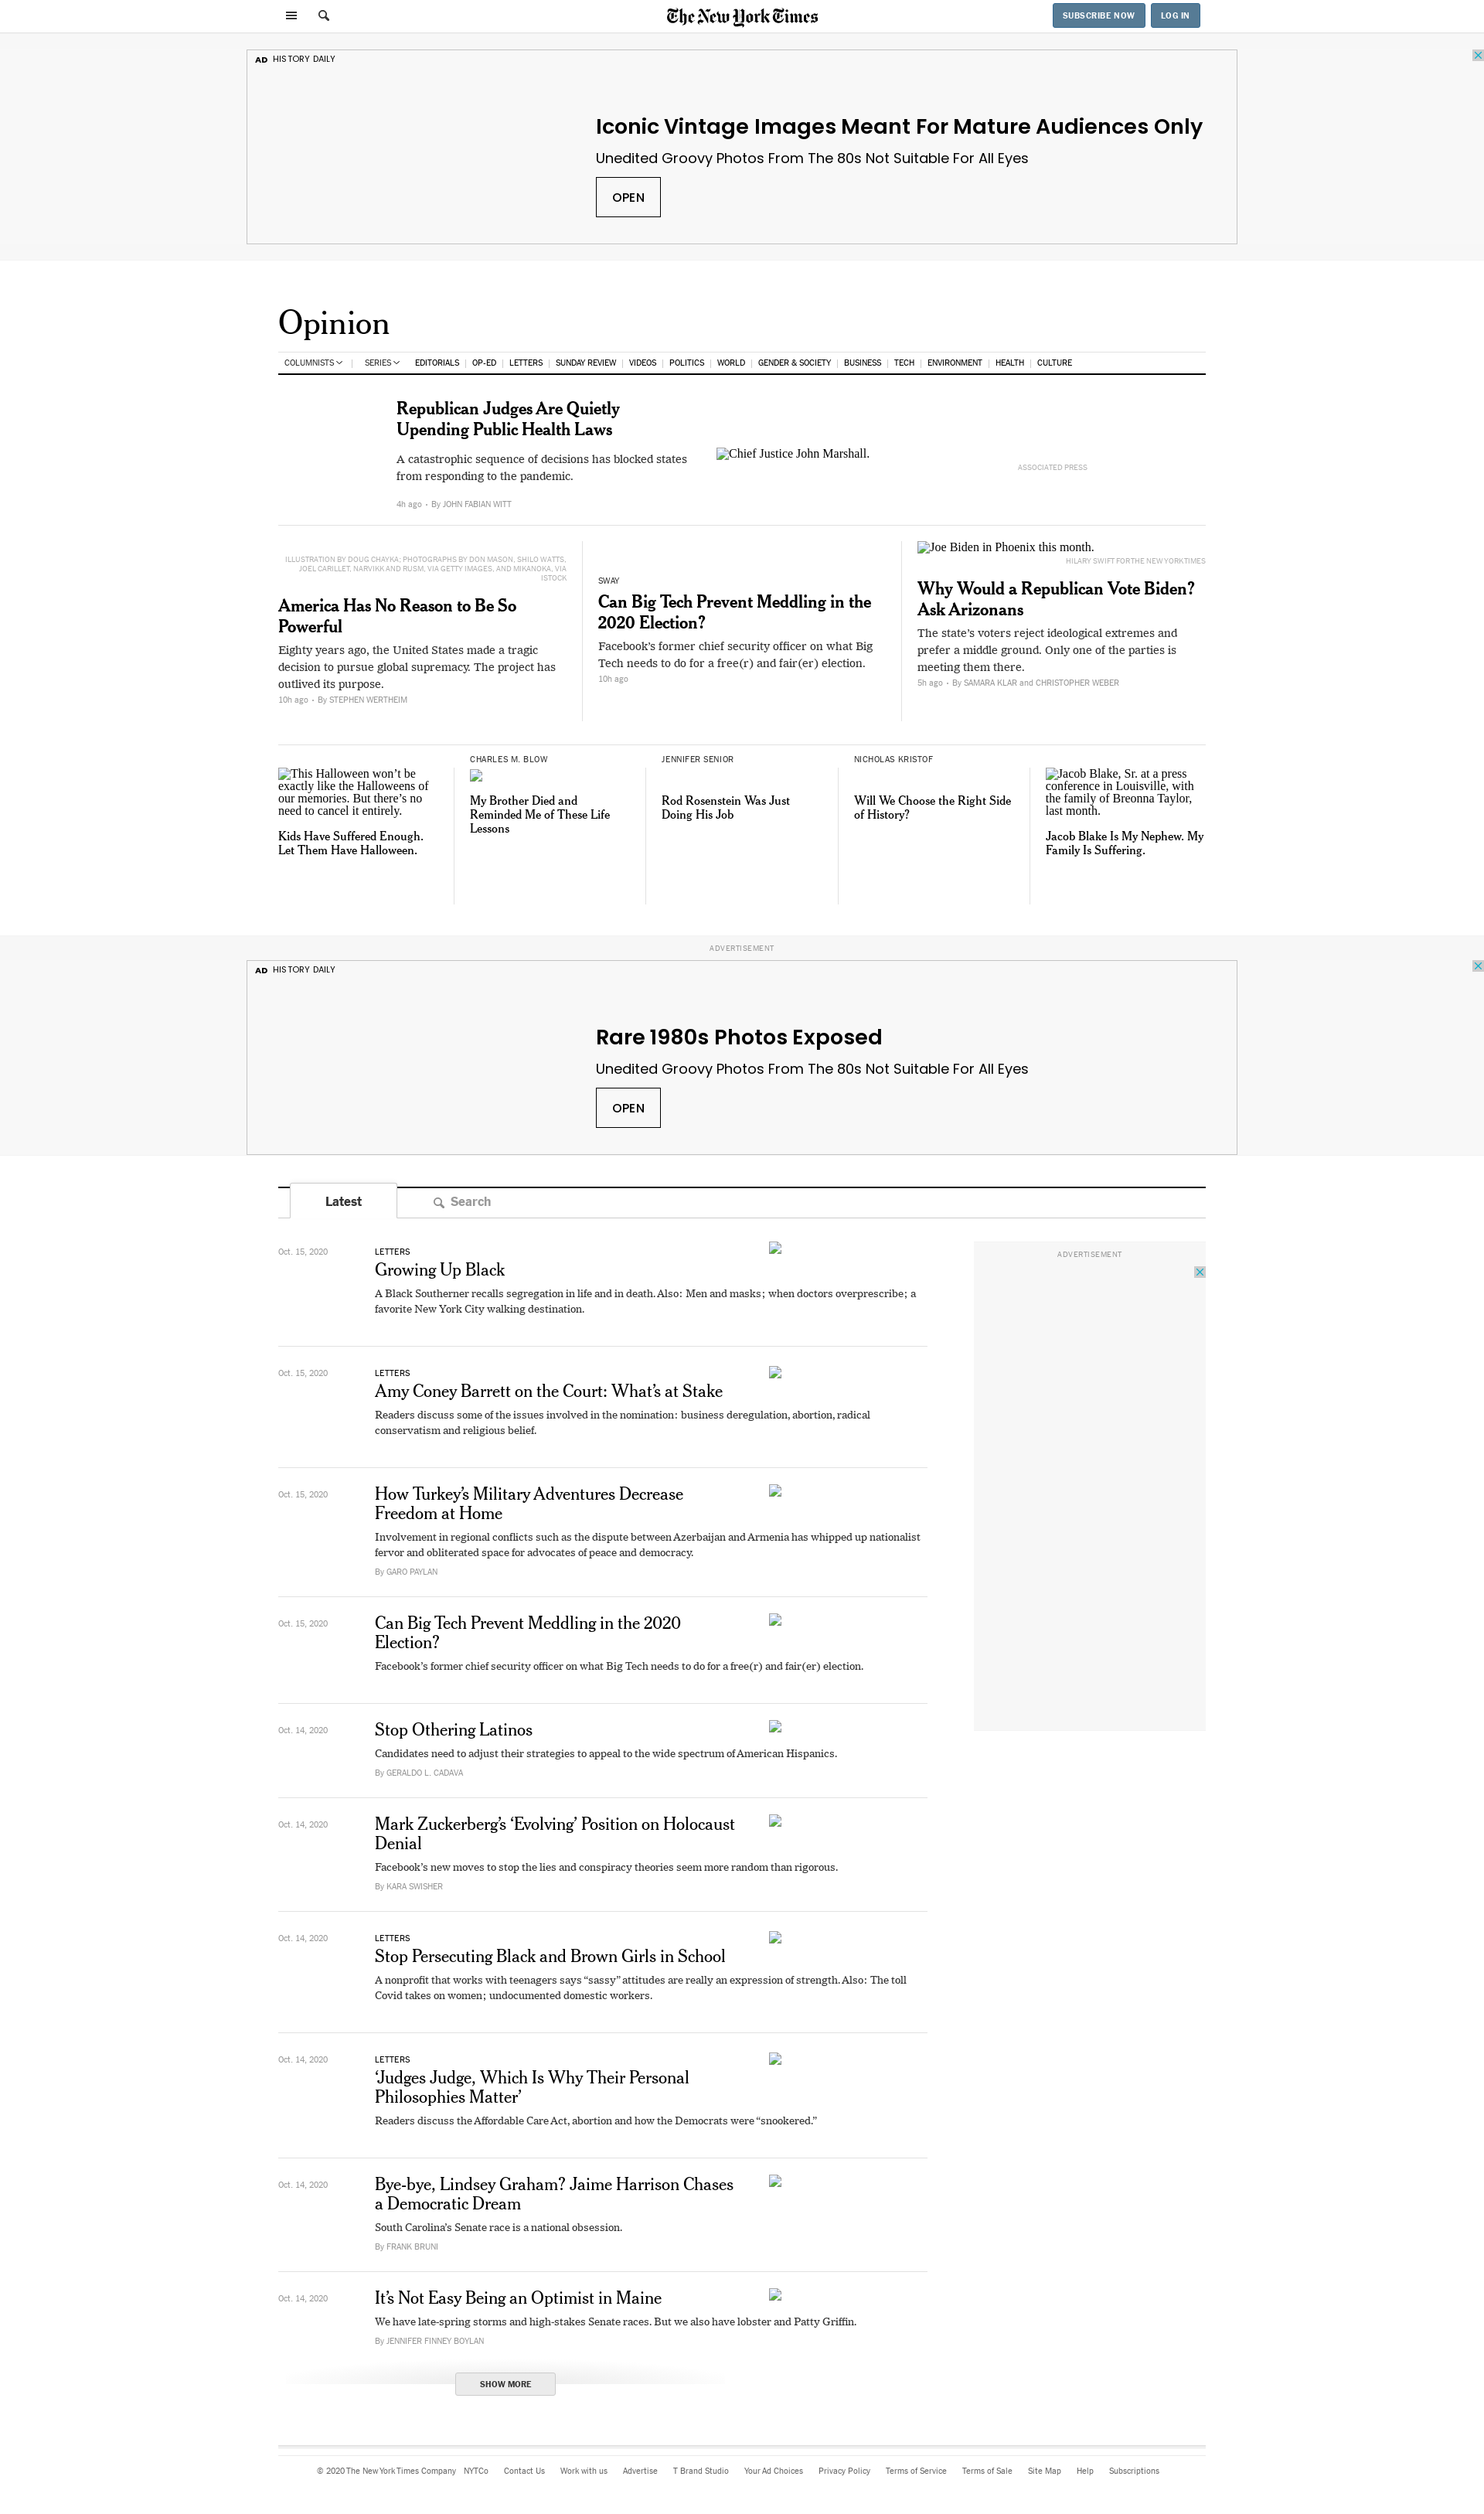 The New York Times
SUBSCRIBE NOW
LOG IN
AD HISTORY DAILY
Iconic Vintage Images Meant For Mature Audiences Only
Unedited Groovy Photos From The 80s Not Suitable For All Eyes
OPEN
Opinion
COLUMNISTS
SERIES
EDITORIALS
OP-ED
LETTERS
SUNDAY REVIEW
VIDEOS
POLITICS
WORLD
GENDER & SOCIETY
BUSINESS
TECH
ENVIRONMENT
HEALTH
CULTURE
Republican Judges Are Quietly
Upending Public Health Laws
A catastrophic sequence of decisions has blocked states
from responding to the pandemic.
4h ago • By JOHN FABIAN WITT
Chief Justice John Marshall.
ASSOCIATED PRESS
ILLUSTRATION BY DOUG CHAYKA; PHOTOGRAPHS BY DON MASON, SHILO WATTS,
JOEL CARILLET, NARVIKK AND RUSM, VIA GETTY IMAGES, AND MIKANOKA, VIA
ISTOCK
America Has No Reason to Be So
Powerful
Eighty years ago, the United States made a tragic
decision to pursue global supremacy. The project has
outlived its purpose.
10h ago • By STEPHEN WERTHEIM
SWAY
Can Big Tech Prevent Meddling in the
2020 Election?
Facebook’s former chief security officer on what Big
Tech needs to do for a free(r) and fair(er) election.
10h ago
Joe Biden in Phoenix this month.
HILARY SWIFT FOR THE NEW YORK TIMES
Why Would a Republican Vote Biden?
Ask Arizonans
The state’s voters reject ideological extremes and
prefer a middle ground. Only one of the parties is
meeting them there.
5h ago • By SAMARA KLAR and CHRISTOPHER WEBER
This Halloween won’t be
exactly like the Halloweens of
our memories. But there’s no
need to cancel it entirely.
Kids Have Suffered Enough.
Let Them Have Halloween.
CHARLES M. BLOW
My Brother Died and
Reminded Me of These Life
Lessons
JENNIFER SENIOR
Rod Rosenstein Was Just
Doing His Job
NICHOLAS KRISTOF
Will We Choose the Right Side
of History?
Jacob Blake, Sr. at a press
conference in Louisville, with
the family of Breonna Taylor,
last month.
Jacob Blake Is My Nephew. My
Family Is Suffering.
ADVERTISEMENT
AD HISTORY DAILY
Rare 1980s Photos Exposed
Unedited Groovy Photos From The 80s Not Suitable For All Eyes
OPEN
Latest
Search
ADVERTISEMENT
Oct. 15, 2020
LETTERS
Growing Up Black
A Black Southerner recalls segregation in life and in death. Also: Men and masks; when doctors overprescribe; a
favorite New York City walking destination.
Oct. 15, 2020
LETTERS
Amy Coney Barrett on the Court: What’s at Stake
Readers discuss some of the issues involved in the nomination: business deregulation, abortion, radical
conservatism and religious belief.
Oct. 15, 2020
How Turkey’s Military Adventures Decrease
Freedom at Home
Involvement in regional conflicts such as the dispute between Azerbaijan and Armenia has whipped up nationalist
fervor and obliterated space for advocates of peace and democracy.
By GARO PAYLAN
Oct. 15, 2020
Can Big Tech Prevent Meddling in the 2020
Election?
Facebook’s former chief security officer on what Big Tech needs to do for a free(r) and fair(er) election.
Oct. 14, 2020
Stop Othering Latinos
Candidates need to adjust their strategies to appeal to the wide spectrum of American Hispanics.
By GERALDO L. CADAVA
Oct. 14, 2020
Mark Zuckerberg’s ‘Evolving’ Position on Holocaust
Denial
Facebook’s new moves to stop the lies and conspiracy theories seem more random than rigorous.
By KARA SWISHER
Oct. 14, 2020
LETTERS
Stop Persecuting Black and Brown Girls in School
A nonprofit that works with teenagers says “sassy” attitudes are really an expression of strength. Also: The toll
Covid takes on women; undocumented domestic workers.
Oct. 14, 2020
LETTERS
‘Judges Judge, Which Is Why Their Personal
Philosophies Matter’
Readers discuss the Affordable Care Act, abortion and how the Democrats were “snookered.”
Oct. 14, 2020
Bye-bye, Lindsey Graham? Jaime Harrison Chases
a Democratic Dream
South Carolina’s Senate race is a national obsession.
By FRANK BRUNI
Oct. 14, 2020
It’s Not Easy Being an Optimist in Maine
We have late-spring storms and high-stakes Senate races. But we also have lobster and Patty Griffin.
By JENNIFER FINNEY BOYLAN
SHOW MORE
© 2020 The New York Times Company
NYTCo
Contact Us
Work with us
Advertise
T Brand Studio
Your Ad Choices
Privacy Policy
Terms of Service
Terms of Sale
Site Map
Help
Subscriptions